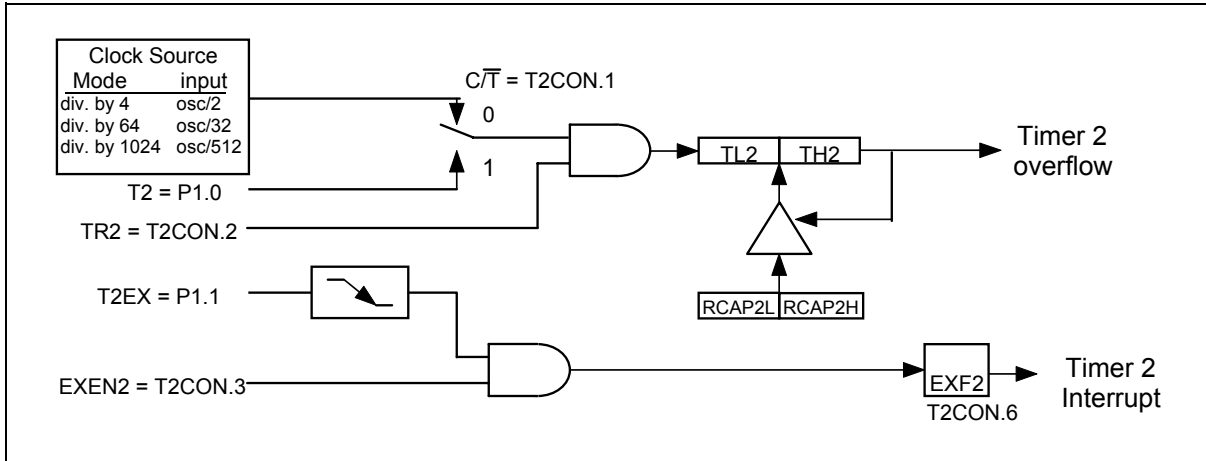 Clock Source
Mode input
div. by 4 osc/2
div. by 64 osc/32
div. by 1024 osc/512
C/T̅ = T2CON.1
0
1
T2 = P1.0
TR2 = T2CON.2
TL2 TH2
Timer 2
overflow
T2EX = P1.1
RCAP2L RCAP2H
EXEN2 = T2CON.3
EXF2
T2CON.6
Timer 2
Interrupt